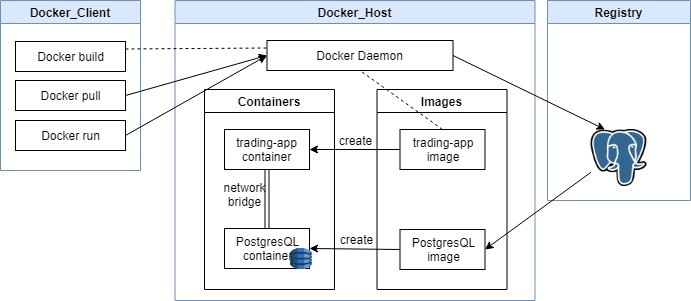 Docker_Client
Docker_Host
Registry
Docker build
Docker Daemon
Docker pull
Docker run
Containers
Images
trading-app
container
create
trading-app
image
network
bridge
PostgresQL
container
create
PostgresQL
image